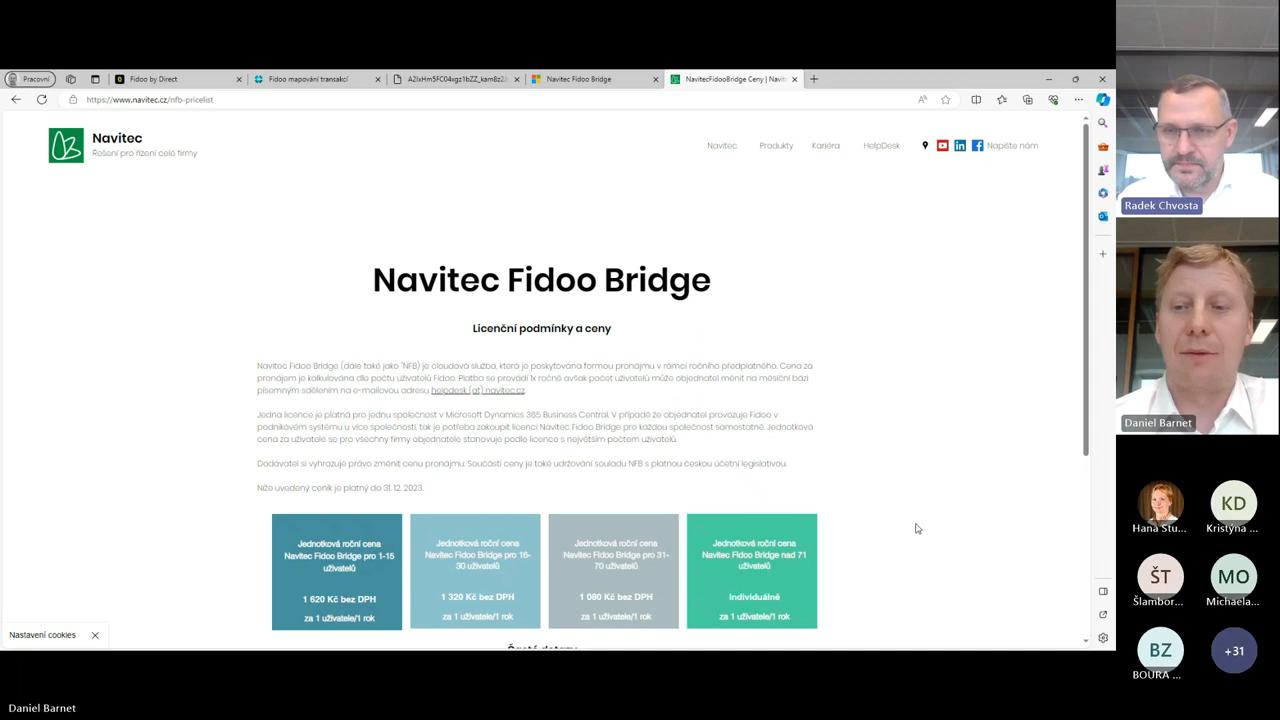 Pracovní
Fidoo by Direct
Fidoo mapování transakcí
Navitec Fidoo Bridge
NavitecFidooBridge Ceny | Navit
https://www.navitec.cz/nfb-pricelist
Navitec
Řešení pro řízení celé firmy
Navitec
Produkty
Kariéra
HelpDesk
Napište nám
Navitec Fidoo Bridge
Licenční podmínky a ceny
Navitec Fidoo Bridge (dále také jako "NFB) je cloudová služba, která je poskytována formou pronájmu v rámci ročního předplatného. Cena za
pronájem je kalkulována dle počtu uživatelů Fidoo. Platba se provádí 1x ročně avšak počet uživatelů může objednatel měnit na měsíční bázi
písemným sdělením na e-mailovou adresu helpdesk (at) navitec.cz.
Jedna licence je platná pro jednu společnost v Microsoft Dynamics 365 Business Central. V případě že objednatel provozuje Fidoo v
podnikovém systému u více společností, tak je potřeba zakoupit licenci Navitec Fidoo Bridge pro každou společnost samostatně. Jednotková
cena za uživatele se pro všechny firmy objednatele stanovuje podle licence s největším počtem uživatelů.
Dodavatel si vyhrazuje právo změnit cenu pronájmu. Součástí ceny je také udržování souladu NFB s platnou českou účetní legislativou.
Níže uvedený ceník je platný do 31. 12. 2023.
Jednotková roční cena
Navitec Fidoo Bridge pro 1-15
uživatelů
1 620 Kč bez DPH
za 1 uživatele/1 rok
Jednotková roční cena
Navitec Fidoo Bridge pro 16-
30 uživatelů
1 320 Kč bez DPH
za 1 uživatele/1 rok
Jednotková roční cena
Navitec Fidoo Bridge pro 31-
70 uživatelů
1 080 Kč bez DPH
za 1 uživatele/1 rok
Jednotková roční cena
Navitec Fidoo Bridge nad 71
uživatelů
Individuálně
za 1 uživatele/1 rok
Nastavení cookies
Časté dotazy
Daniel Barnet
Radek Chvosta
Daniel Barnet
Hana Stu...
KD
Kristýna ...
ŠT
Šlambor...
MO
Michaela...
BZ
BOURA ...
+31